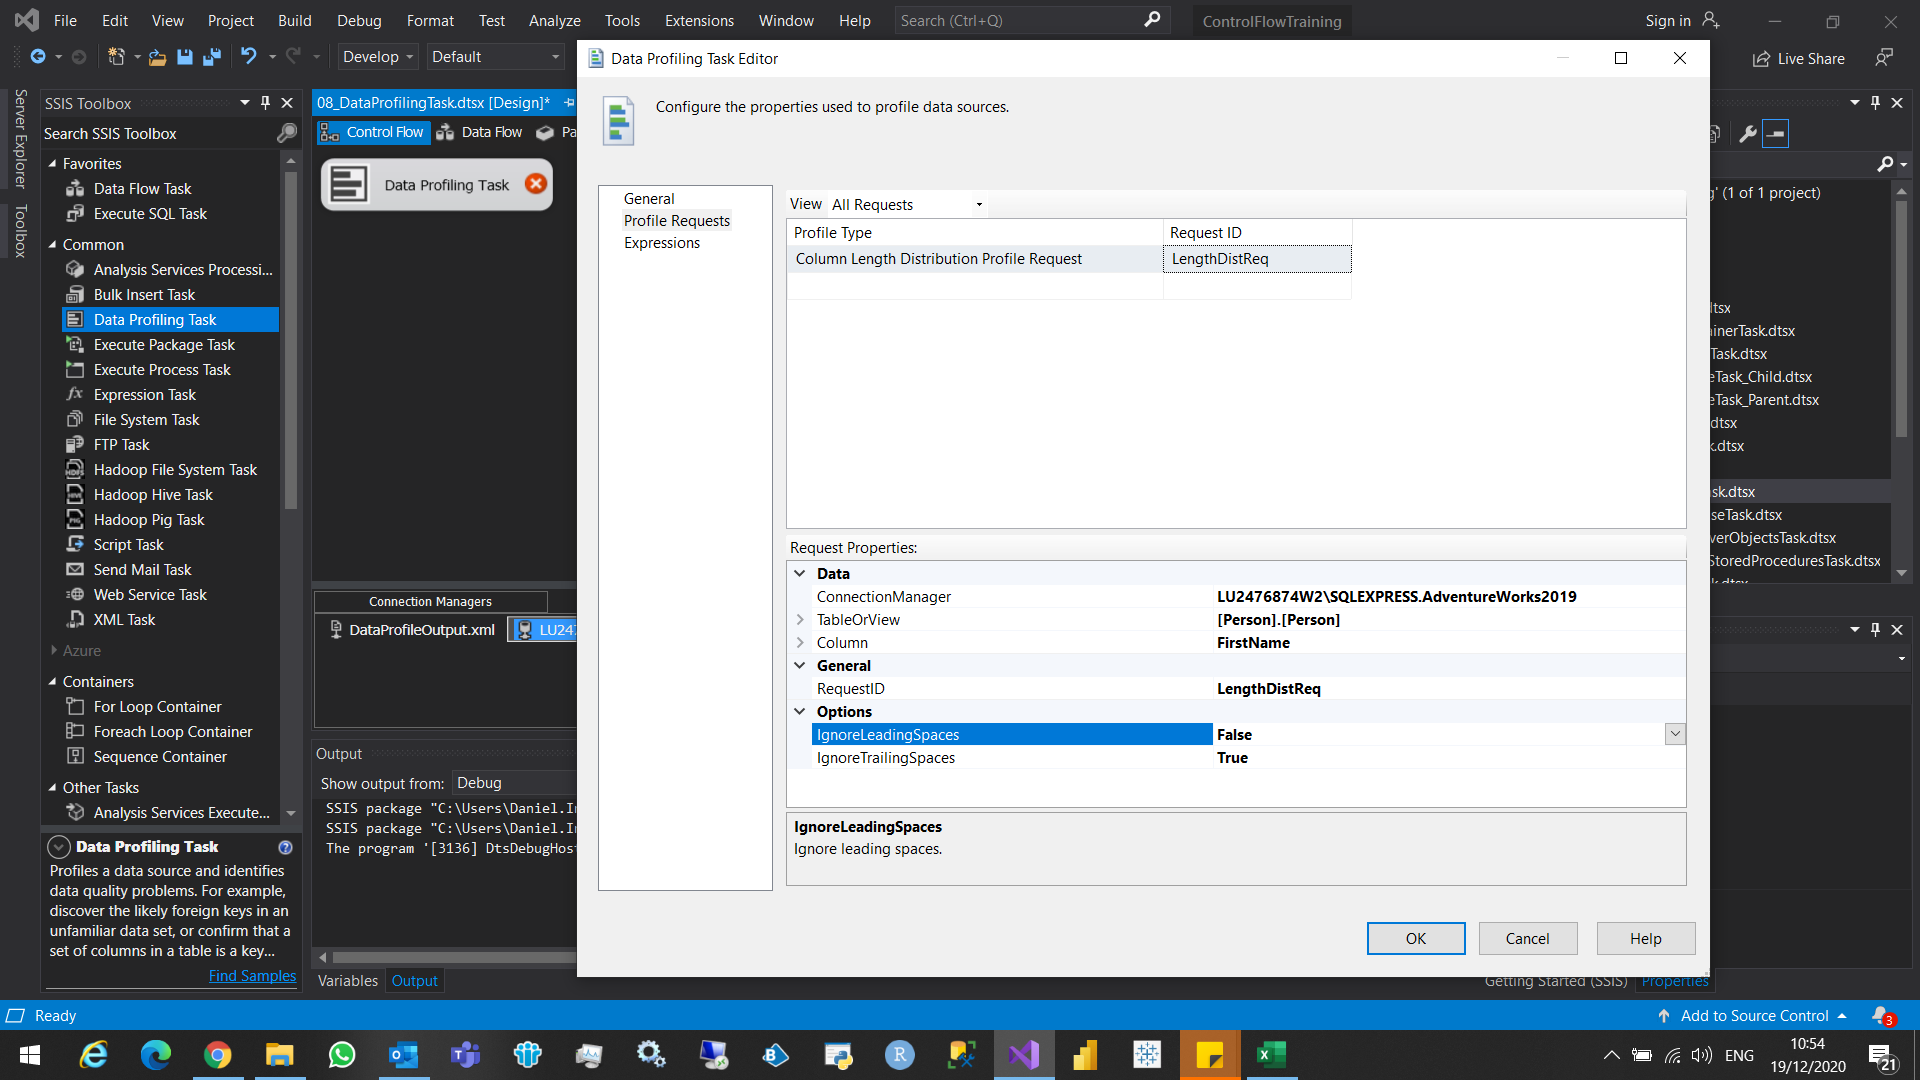 File Edit View Project Build Debug Format Test Analyze Tools Extensions Window Help Search (Ctrl+Q) ControlFlowTraining Sign in
Develop Default Live Share
Server Explorer
Toolbox
SSIS Toolbox
Search SSIS Toolbox
Favorites
Data Flow Task
Execute SQL Task
Common
Analysis Services Processi...
Bulk Insert Task
Data Profiling Task
Execute Package Task
Execute Process Task
Expression Task
File System Task
FTP Task
Hadoop File System Task
Hadoop Hive Task
Hadoop Pig Task
Script Task
Send Mail Task
Web Service Task
XML Task
Azure
Containers
For Loop Container
Foreach Loop Container
Sequence Container
Other Tasks
Analysis Services Execute...
Data Profiling Task
Profiles a data source and identifies
data quality problems. For example,
discover the likely foreign keys in an
unfamiliar data set, or confirm that a
set of columns in a table is a key...
Find Samples
08_DataProfilingTask.dtsx [Design]*
Control Flow Data Flow Pa
Data Profiling Task
Connection Managers
DataProfileOutput.xml LU247
Output
Show output from: Debug
SSIS package "C:\Users\Daniel.In
SSIS package "C:\Users\Daniel.In
The program '[3136] DtsDebugHost
Variables Output
Data Profiling Task Editor
Configure the properties used to profile data sources.
General
Profile Requests
Expressions
View All Requests
Profile Type Request ID
Column Length Distribution Profile Request LengthDistReq
Request Properties:
Data
ConnectionManager LU2476874W2\SQLEXPRESS.AdventureWorks2019
TableOrView [Person].[Person]
Column FirstName
General
RequestID LengthDistReq
Options
IgnoreLeadingSpaces False
IgnoreTrailingSpaces True
IgnoreLeadingSpaces
Ignore leading spaces.
OK Cancel Help
g' (1 of 1 project)
ltsx
inerTask.dtsx
Task.dtsx
eTask_Child.dtsx
eTask_Parent.dtsx
dtsx
k.dtsx
sk.dtsx
seTask.dtsx
verObjectsTask.dtsx
StoredProceduresTask.dtsx
Getting Started (SSIS) Properties
Ready Add to Source Control 3
ENG 10:54
19/12/2020 21